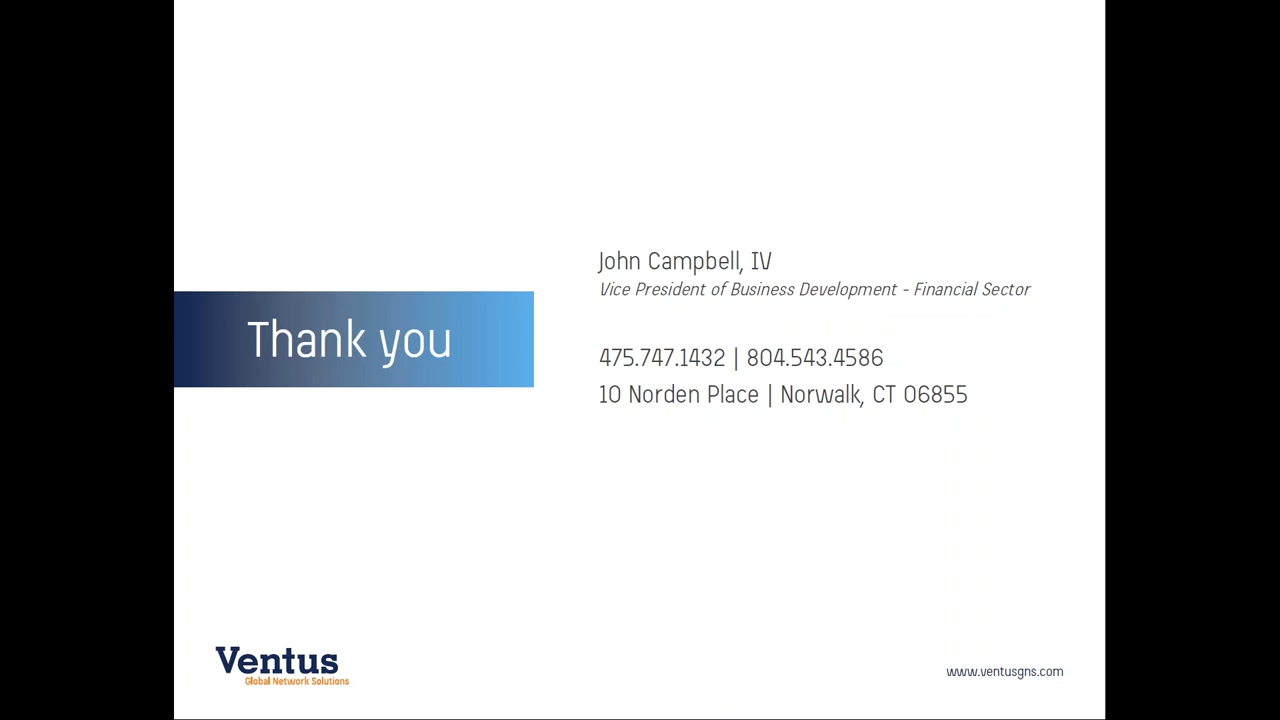 John Campbell, IV
Vice President of Business Development - Financial Sector
Thank you
475.747.1432 | 804.543.4586
10 Norden Place | Norwalk, CT 06855
Ventus
Global Network Solutions
www.ventusgns.com